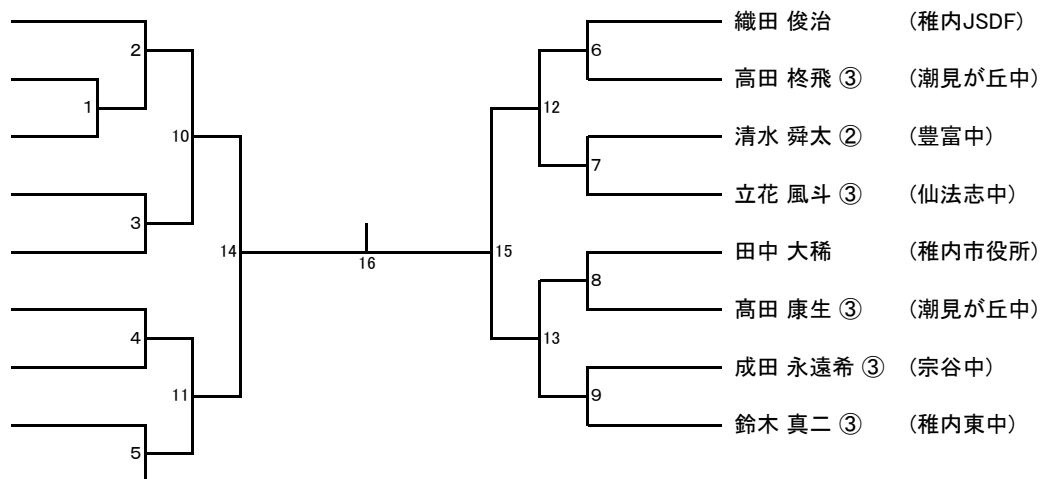 織田 俊治 (稚内JSDF)
2
6
高田 柊飛 ③ (潮見が丘中)
1
12
10
清水 舜太 ② (豊富中)
7
立花 風斗 ③ (仙法志中)
3
14
15
田中 大稀 (稚内市役所)
16
8
髙田 康生 ③ (潮見が丘中)
4
13
成田 永遠希 ③ (宗谷中)
11
9
鈴木 真二 ③ (稚内東中)
5